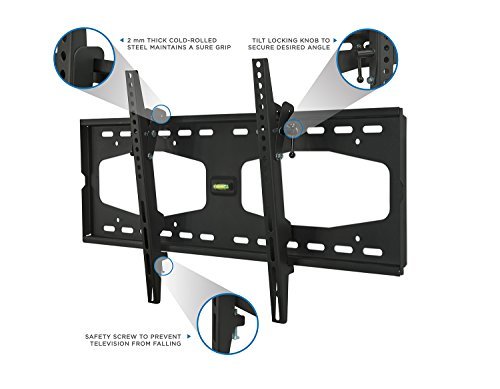 2 mm THICK COLD-ROLLED
STEEL MAINTAINS A SURE GRIP
TILT LOCKING KNOB TO
SECURE DESIRED ANGLE
SAFETY SCREW TO PREVENT
TELEVISION FROM FALLING